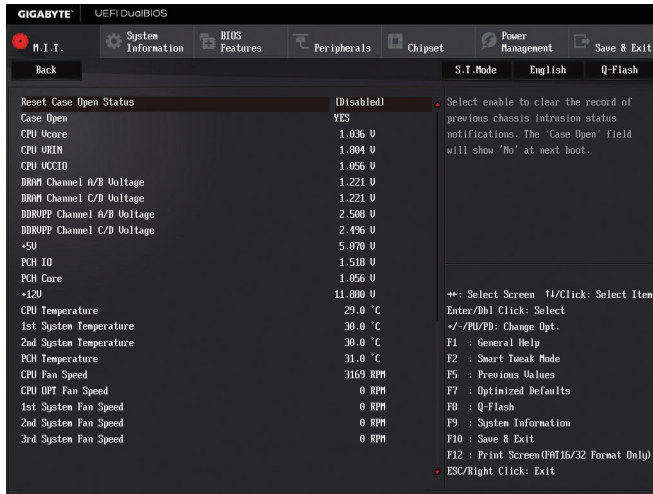 GIGABYTE™ UEFI DualBIOS
M.I.T. System Information BIOS Features Peripherals Chipset Power Management Save & Exit
Back S.T.Mode English Q-Flash
Reset Case Open Status [Disabled]
Case Open YES
CPU Vcore 1.036 V
CPU VRIN 1.804 V
CPU VCCIO 1.056 V
DRAM Channel A/B Voltage 1.221 V
DRAM Channel C/D Voltage 1.221 V
DDRVPP Channel A/B Voltage 2.508 V
DDRVPP Channel C/D Voltage 2.496 V
+5V 5.070 V
PCH IO 1.518 V
PCH Core 1.056 V
+12V 11.880 V
CPU Temperature 29.0 °C
1st System Temperature 30.0 °C
2nd System Temperature 30.0 °C
PCH Temperature 31.0 °C
CPU Fan Speed 3169 RPM
CPU OPT Fan Speed 0 RPM
1st System Fan Speed 0 RPM
2nd System Fan Speed 0 RPM
3rd System Fan Speed 0 RPM
Select enable to clear the record of
previous chassis intrusion status
notifications. The 'Case Open' field
will show 'No' at next boot.
→←: Select Screen ↑↓/Click: Select Item
Enter/Dbl Click: Select
+/-/PU/PD: Change Opt.
F1 : General Help
F2 : Smart Tweak Mode
F5 : Previous Values
F7 : Optimized Defaults
F8 : Q-Flash
F9 : System Information
F10 : Save & Exit
F12 : Print Screen(FAT16/32 Format Only)
ESC/Right Click: Exit